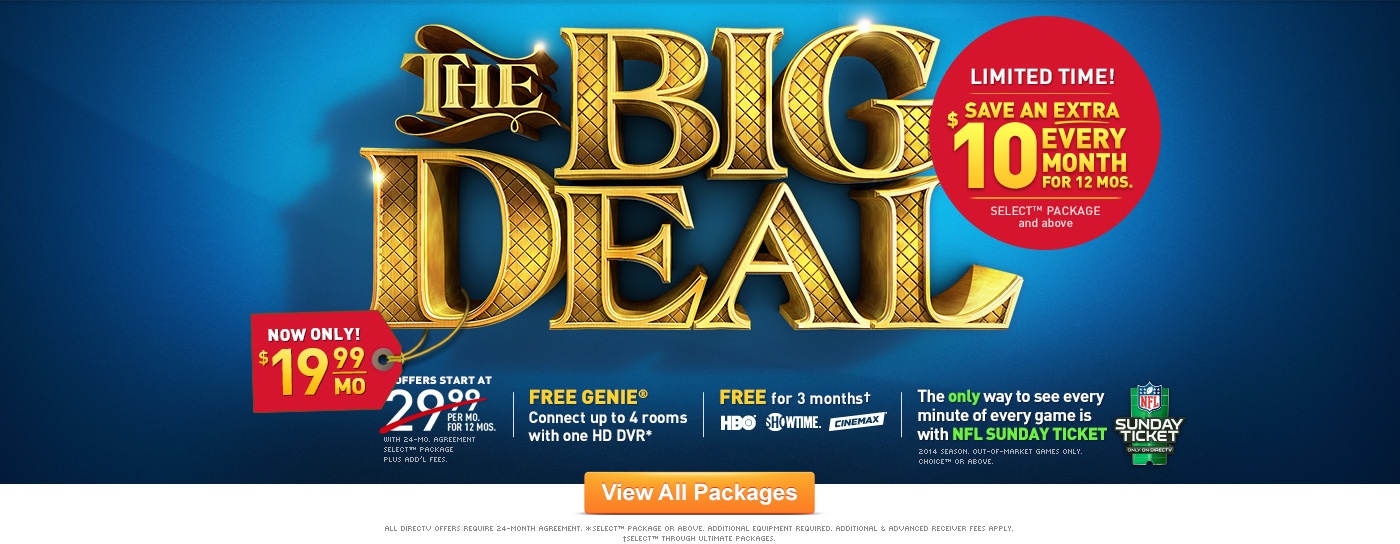 THE BIG
DEAL
LIMITED TIME!
SAVE AN EXTRA
$10 EVERY
MONTH
FOR 12 MOS.
SELECT™ PACKAGE
and above
NOW ONLY!
$19 99
MO
OFFERS START AT
29 99
PER MO.
FOR 12 MOS.
WITH 24-MO. AGREEMENT
SELECT™ PACKAGE
PLUS ADD'L FEES.
FREE GENIE®
Connect up to 4 rooms
with one HD DVR*
FREE for 3 months†
HBO SHOWTIME. CINEMAX
The only way to see every
minute of every game is
with NFL SUNDAY TICKET
2014 SEASON. OUT-OF-MARKET GAMES ONLY.
CHOICE™ OR ABOVE.
NFL
SUNDAY
TICKET
ONLY ON DIRECTV
View All Packages
ALL DIRECTV OFFERS REQUIRE 24-MONTH AGREEMENT. *SELECT™ PACKAGE OR ABOVE. ADDITIONAL EQUIPMENT REQUIRED. ADDITIONAL & ADVANCED RECEIVER FEES APPLY.
†SELECT™ THROUGH ULTIMATE PACKAGES.